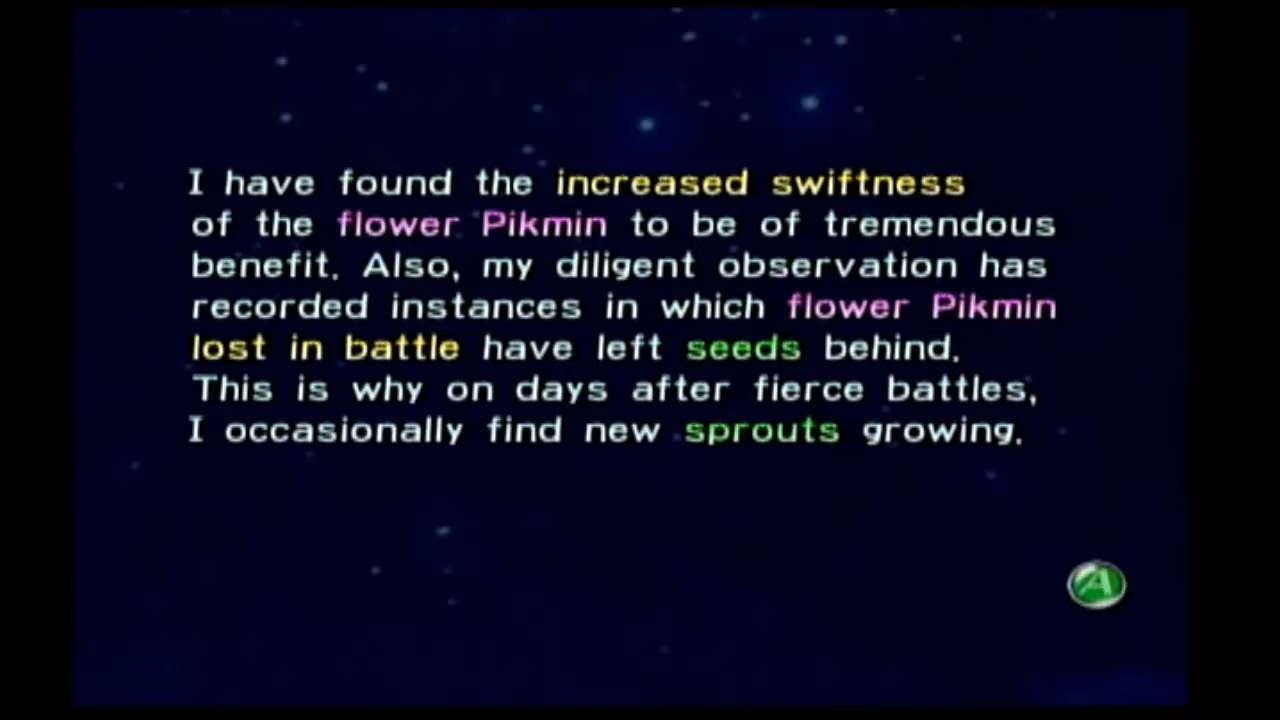 I have found the increased swiftness
of the flower Pikmin to be of tremendous
benefit. Also, my diligent observation has
recorded instances in which flower Pikmin
lost in battle have left seeds behind.
This is why on days after fierce battles,
I occasionally find new sprouts growing.
A